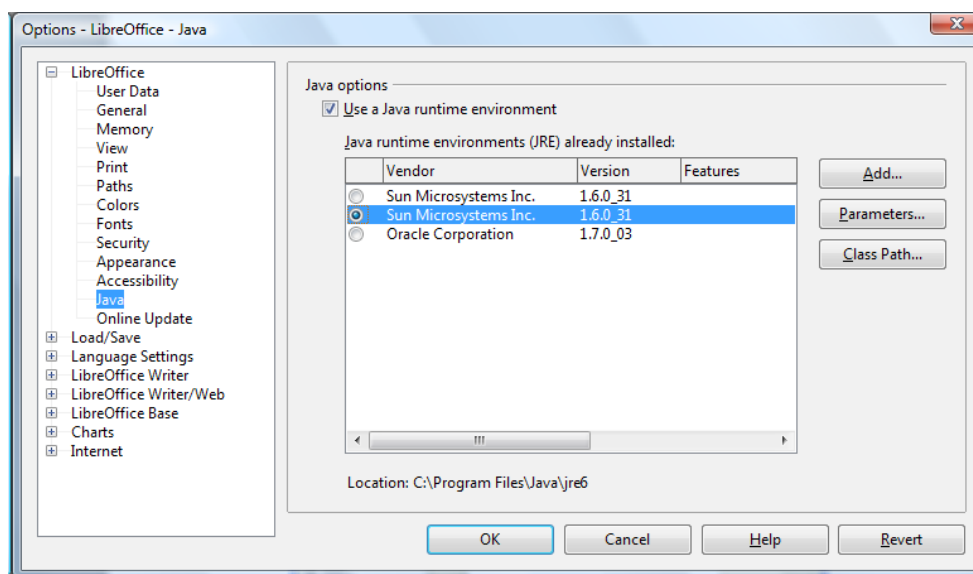 Options - LibreOffice - Java
LibreOffice
User Data
General
Memory
View
Print
Paths
Colors
Fonts
Security
Appearance
Accessibility
Java
Online Update
Load/Save
Language Settings
LibreOffice Writer
LibreOffice Writer/Web
LibreOffice Base
Charts
Internet
Java options
Use a Java runtime environment
Java runtime environments (JRE) already installed:
Vendor Version Features
Sun Microsystems Inc. 1.6.0_31
Sun Microsystems Inc. 1.6.0_31
Oracle Corporation 1.7.0_03
Add...
Parameters...
Class Path...
Location: C:\Program Files\Java\jre6
OK Cancel Help Revert